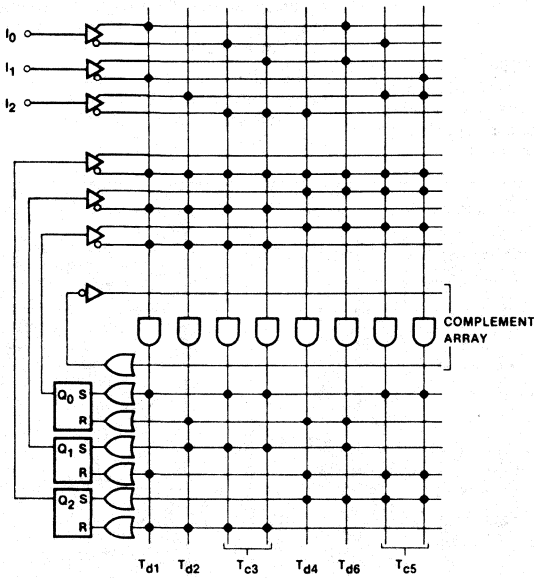 I0
I1
I2
COMPLEMENT
ARRAY
Q0 S
R
Q1 S
R
Q2 S
R
Td1 Td2 Tc3 Td4 Td6 Tc5